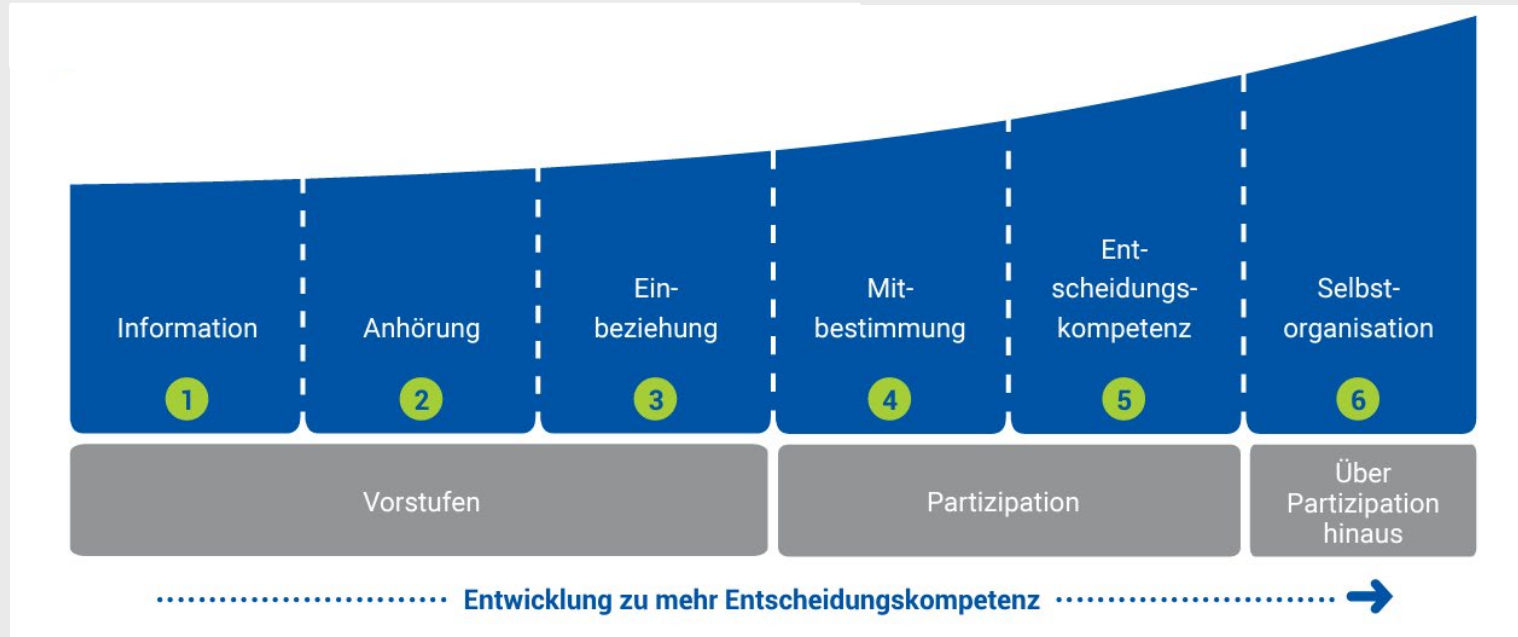 Information
1
Anhörung
2
Ein-
beziehung
3
Mit-
bestimmung
4
Ent-
scheidungs-
kompetenz
5
Selbst-
organisation
6
Vorstufen
Partizipation
Über
Partizipation
hinaus
Entwicklung zu mehr Entscheidungskompetenz